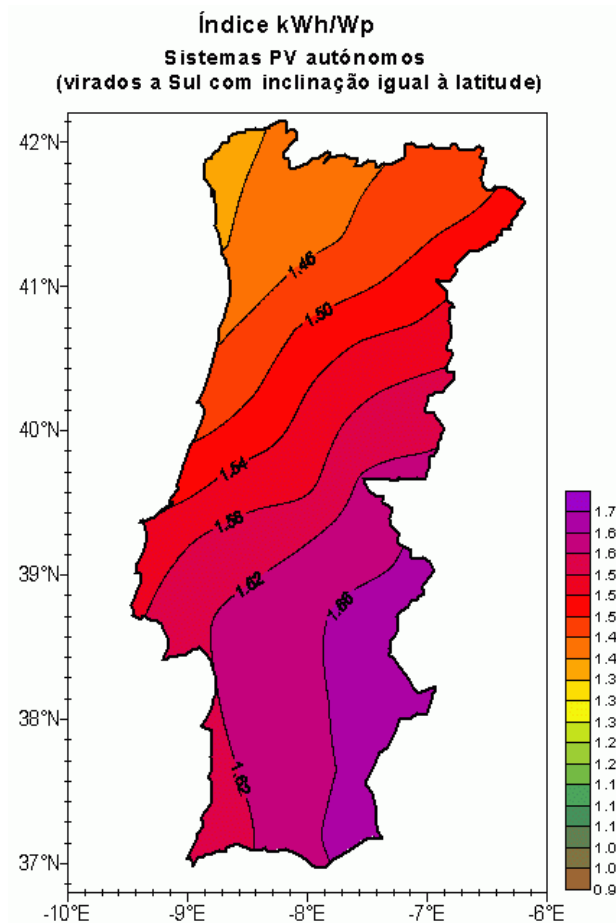 Índice kWh/Wp
Sistemas PV autónomos
(virados a Sul com inclinação igual à latitude)
42°N
41°N
40°N
39°N
38°N
37°N
-10°W
-9°W
-8°W
-7°W
-6°W
1.46
1.50
1.54
1.58
1.62
1.66
1.62
1.7
1.6
1.6
1.5
1.5
1.5
1.4
1.4
1.3
1.3
1.3
1.2
1.2
1.1
1.1
1.0
1.0
0.9